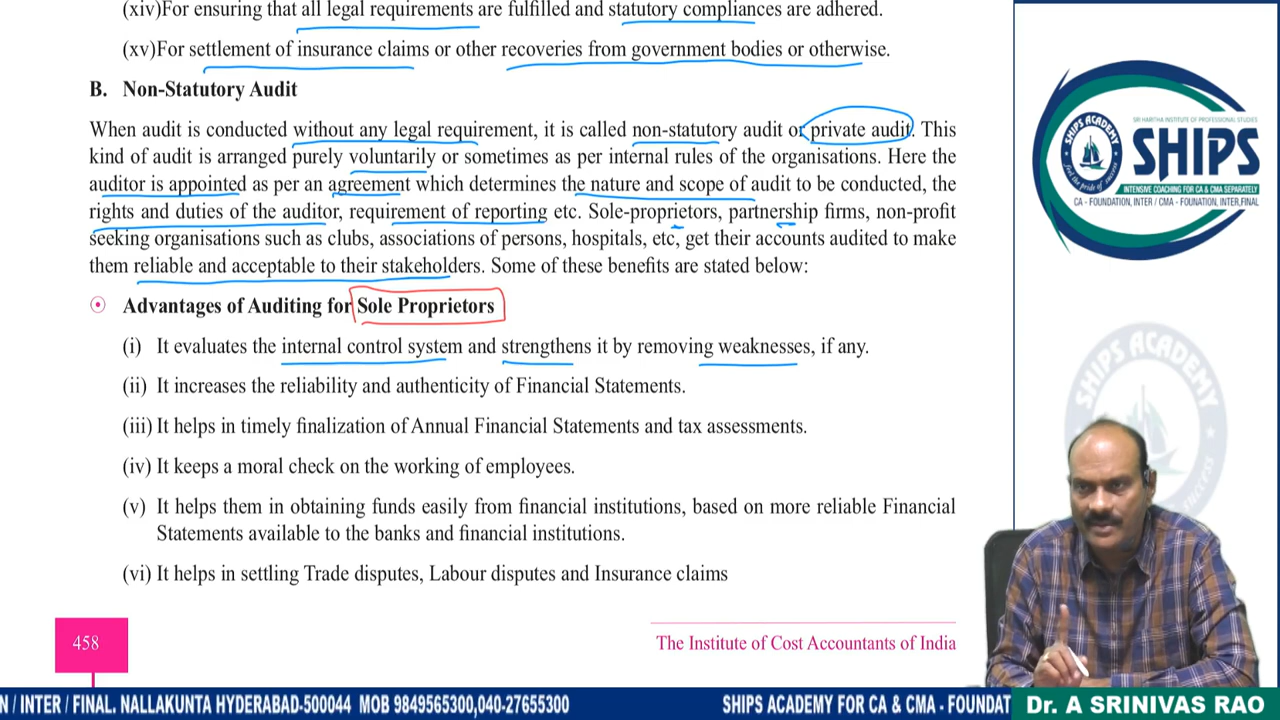 (xiv)For ensuring that all legal requirements are fulfilled and statutory compliances are adhered.
(xv)For settlement of insurance claims or other recoveries from government bodies or otherwise.
B. Non-Statutory Audit
When audit is conducted without any legal requirement, it is called non-statutory audit or private audit. This
kind of audit is arranged purely voluntarily or sometimes as per internal rules of the organisations. Here the
auditor is appointed as per an agreement which determines the nature and scope of audit to be conducted, the
rights and duties of the auditor, requirement of reporting etc. Sole-proprietors, partnership firms, non-profit
seeking organisations such as clubs, associations of persons, hospitals, etc, get their accounts audited to make
them reliable and acceptable to their stakeholders. Some of these benefits are stated below:
Advantages of Auditing for Sole Proprietors
(i) It evaluates the internal control system and strengthens it by removing weaknesses, if any.
(ii) It increases the reliability and authenticity of Financial Statements.
(iii) It helps in timely finalization of Annual Financial Statements and tax assessments.
(iv) It keeps a moral check on the working of employees.
(v) It helps them in obtaining funds easily from financial institutions, based on more reliable Financial
Statements available to the banks and financial institutions.
(vi) It helps in settling Trade disputes, Labour disputes and Insurance claims
458
The Institute of Cost Accountants of India
SRI HARITHA INSTITUTE OF PROFESSIONAL STUDIES
SHIPS ACADEMY
feel the pride of success
SHIPS
INTENSIVE COACHING FOR CA & CMA SEPARATELY
CA - FOUNDATION, INTER / CMA - FOUNATION, INTER,FINAL
SHIPS ACADEMY
N / INTER / FINAL. NALLAKUNTA HYDERABAD-500044 MOB 9849565300,040-27655300
SHIPS ACADEMY FOR CA & CMA - FOUNDAT
Dr. A SRINIVAS RAO